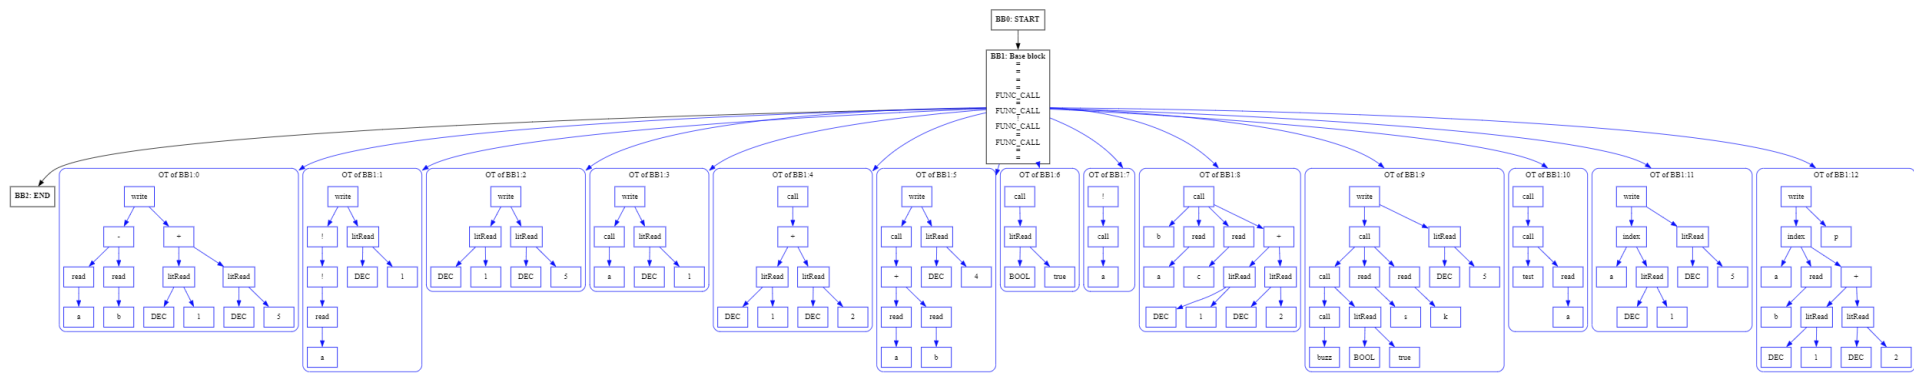 BB0: START
BB1: Base block
=
=
=
=
FUNC_CALL
=
FUNC_CALL
!
FUNC_CALL
=
FUNC_CALL
=
=
BB2: END
OT of BB1:0
write
- +
read read litRead litRead
a b DEC 1 DEC 5
OT of BB1:1
write
! litRead
! DEC 1
read
a
OT of BB1:2
write
litRead litRead
DEC 1 DEC 5
OT of BB1:3
write
call litRead
a DEC 1
OT of BB1:4
call
+
litRead litRead
DEC 1 DEC 2
OT of BB1:5
write
call litRead
+ DEC 4
read read
a b
OT of BB1:6
call
litRead
BOOL true
OT of BB1:7
!
call
a
OT of BB1:8
call
b read read +
a c litRead litRead
DEC 1 DEC 2
OT of BB1:9
write
call litRead
call read read DEC 5
call litRead s k
buzz BOOL true
OT of BB1:10
call
call
test read
a
OT of BB1:11
write
index litRead
a litRead DEC 5
DEC 1
OT of BB1:12
write
index p
a read +
b litRead litRead
DEC 1 DEC 2